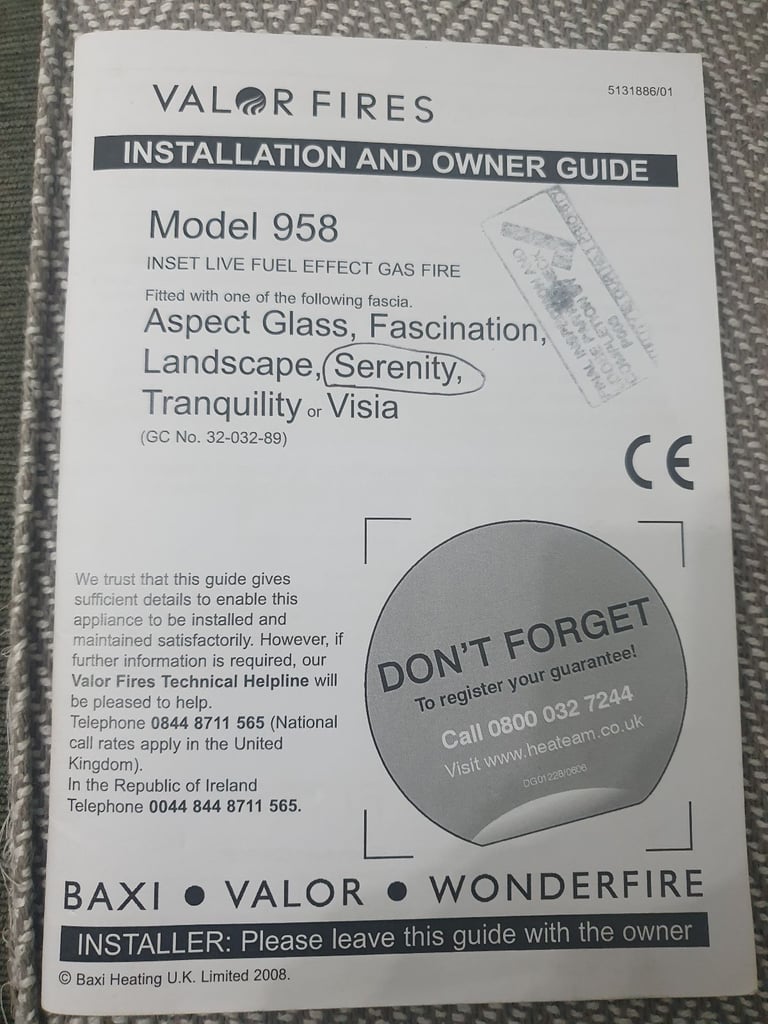 VALOR FIRES
5131886/01
INSTALLATION AND OWNER GUIDE
Model 958
INSET LIVE FUEL EFFECT GAS FIRE
Fitted with one of the following fascia.
Aspect Glass, Fascination,
Landscape, Serenity,
Tranquility or Visia
(GC No. 32-032-89)
CE
We trust that this guide gives
sufficient details to enable this
appliance to be installed and
maintained satisfactorily. However, if
further information is required, our
Valor Fires Technical Helpline will
be pleased to help.
Telephone 0844 8711 565 (National
call rates apply in the United
Kingdom).
In the Republic of Ireland
Telephone 0044 844 8711 565.
DON'T FORGET
To register your guarantee!
Call 0800 032 7244
Visit www.heateam.co.uk
BAXI • VALOR • WONDERFIRE
INSTALLER: Please leave this guide with the owner
© Baxi Heating U.K. Limited 2008.